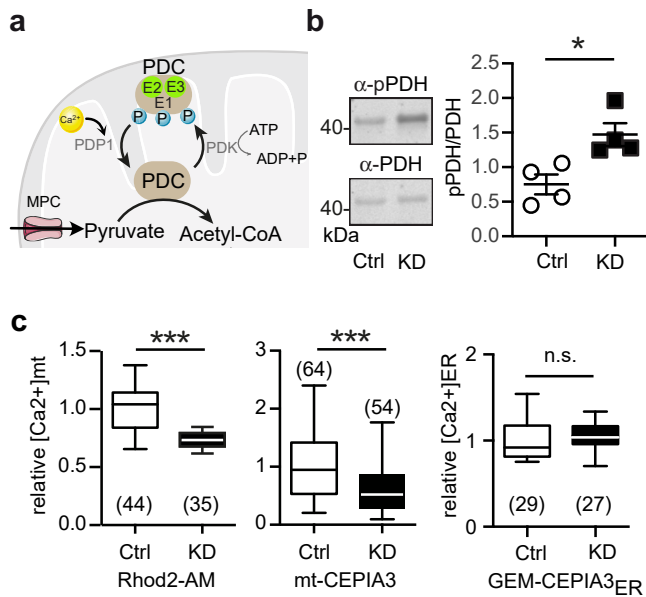 a
PDC
E2 E3
E1
P P P
Ca2+
PDP1
PDK
ATP
ADP+P
PDC
MPC
Pyruvate
Acetyl-CoA
b
α-pPDH
40
α-PDH
40
kDa
Ctrl KD
*
pPDH/PDH
2.5
2.0
1.5
1.0
0.5
0.0
Ctrl KD
c
relative [Ca2+]mt
1.5
1.0
0.5
0.0
***
(44) (35)
Ctrl KD
Rhod2-AM
3
2
1
0
***
(64)
(54)
Ctrl KD
mt-CEPIA3
relative [Ca2+]ER
2
1
0
n.s.
(29) (27)
Ctrl KD
GEM-CEPIA3ER